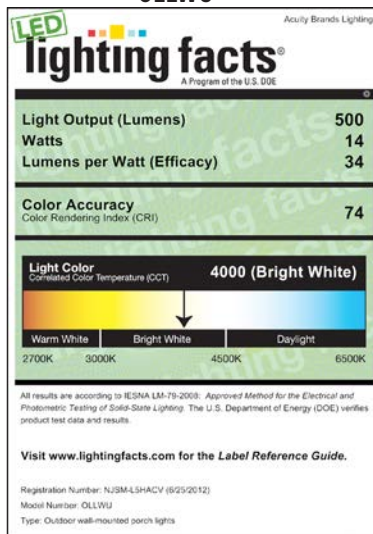 LED
Acuity Brands Lighting
lighting facts®
A Program of the U.S. DOE
Light Output (Lumens) 500
Watts 14
Lumens per Watt (Efficacy) 34
Color Accuracy 74
Color Rendering Index (CRI)
Light Color 4000 (Bright White)
Correlated Color Temperature (CCT)
Warm White Bright White Daylight
2700K 3000K 4500K 6500K
All results are according to IESNA LM-79-2008: Approved Method for the Electrical and
Photometric Testing of Solid-State Lighting. The U.S. Department of Energy (DOE) verifies
product test data and results.
Visit www.lightingfacts.com for the Label Reference Guide.
Registration Number: NJSM-L5HACV (6/25/2012)
Model Number: OLLWU
Type: Outdoor wall-mounted porch lights